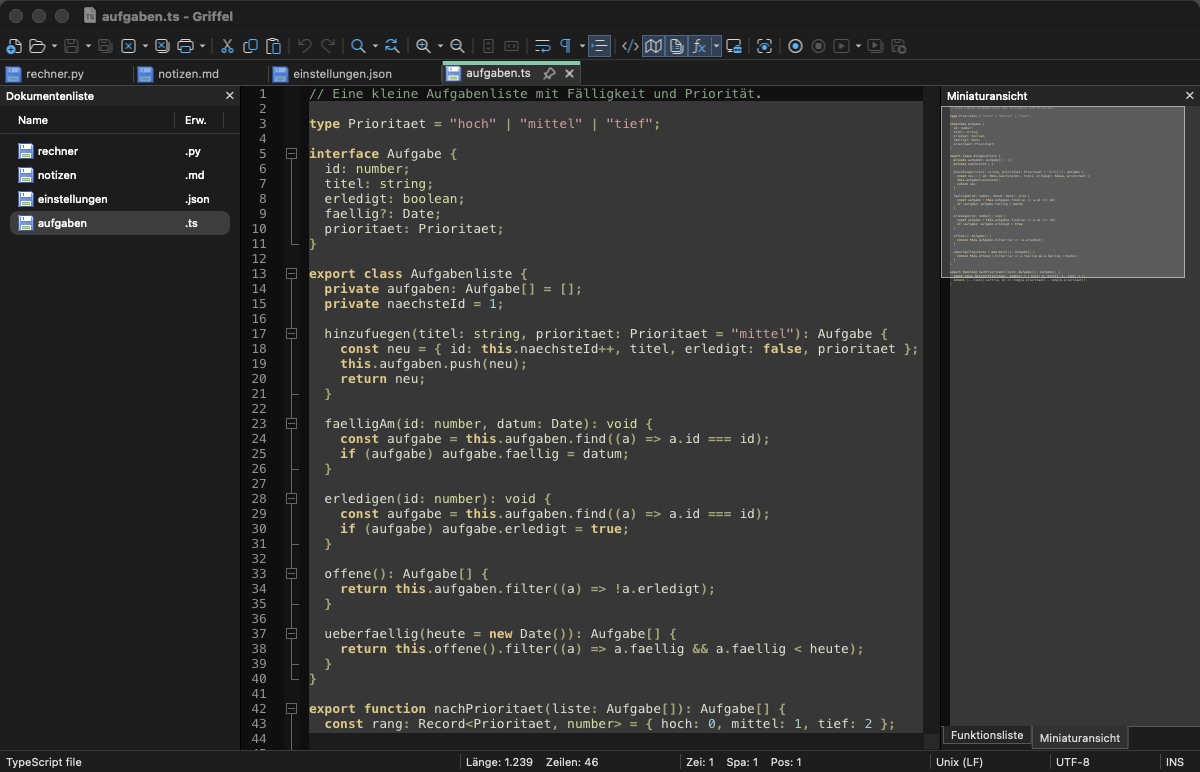 aufgaben.ts - Griffel
rechner.py
notizen.md
einstellungen.json
aufgaben.ts
Dokumentenliste
Name Erw.
rechner .py
notizen .md
einstellungen .json
aufgaben .ts
1 // Eine kleine Aufgabenliste mit Fälligkeit und Priorität.
2
3 type Prioritaet = "hoch" | "mittel" | "tief";
4
5 interface Aufgabe {
6   id: number;
7   titel: string;
8   erledigt: boolean;
9   faellig?: Date;
10   prioritaet: Prioritaet;
11 }
12
13 export class Aufgabenliste {
14   private aufgaben: Aufgabe[] = [];
15   private naechsteId = 1;
16
17   hinzufuegen(titel: string, prioritaet: Prioritaet = "mittel"): Aufgabe {
18     const neu = { id: this.naechsteId++, titel, erledigt: false, prioritaet };
19     this.aufgaben.push(neu);
20     return neu;
21   }
22
23   faelligAm(id: number, datum: Date): void {
24     const aufgabe = this.aufgaben.find((a) => a.id === id);
25     if (aufgabe) aufgabe.faellig = datum;
26   }
27
28   erledigen(id: number): void {
29     const aufgabe = this.aufgaben.find((a) => a.id === id);
30     if (aufgabe) aufgabe.erledigt = true;
31   }
32
33   offene(): Aufgabe[] {
34     return this.aufgaben.filter((a) => !a.erledigt);
35   }
36
37   ueberfaellig(heute = new Date()): Aufgabe[] {
38     return this.offene().filter((a) => a.faellig && a.faellig < heute);
39   }
40 }
41
42 export function nachPrioritaet(liste: Aufgabe[]): Aufgabe[] {
43   const rang: Record<Prioritaet, number> = { hoch: 0, mittel: 1, tief: 2 };
44
Miniaturansicht
Funktionsliste
Miniaturansicht
TypeScript file
Länge: 1.239 Zeilen: 46
Zei: 1 Spa: 1 Pos: 1
Unix (LF)
UTF-8
INS